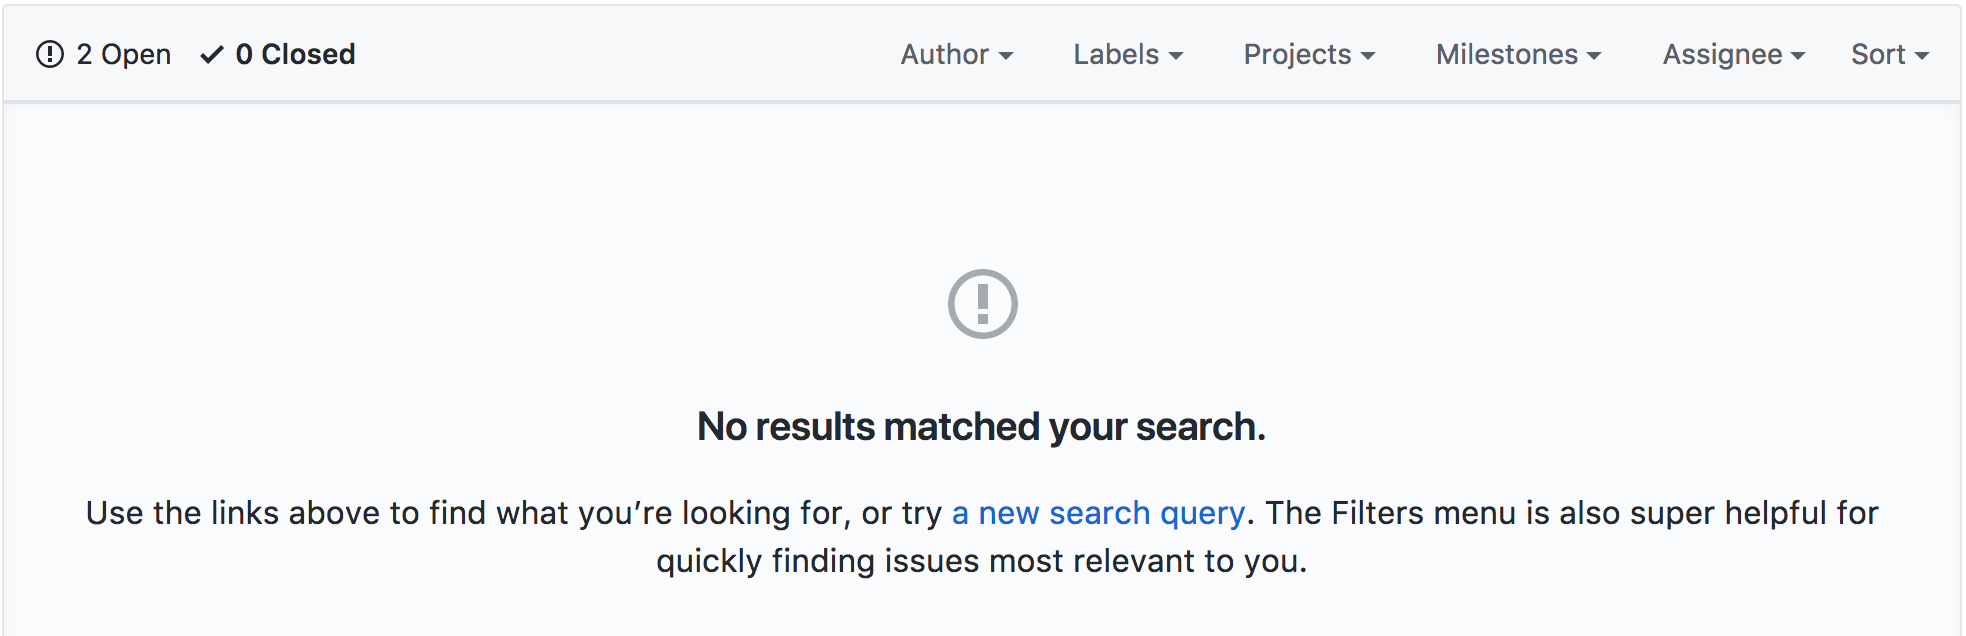 2 Open 0 Closed Author Labels Projects Milestones Assignee Sort
No results matched your search.
Use the links above to find what you’re looking for, or try a new search query. The Filters menu is also super helpful for
quickly finding issues most relevant to you.